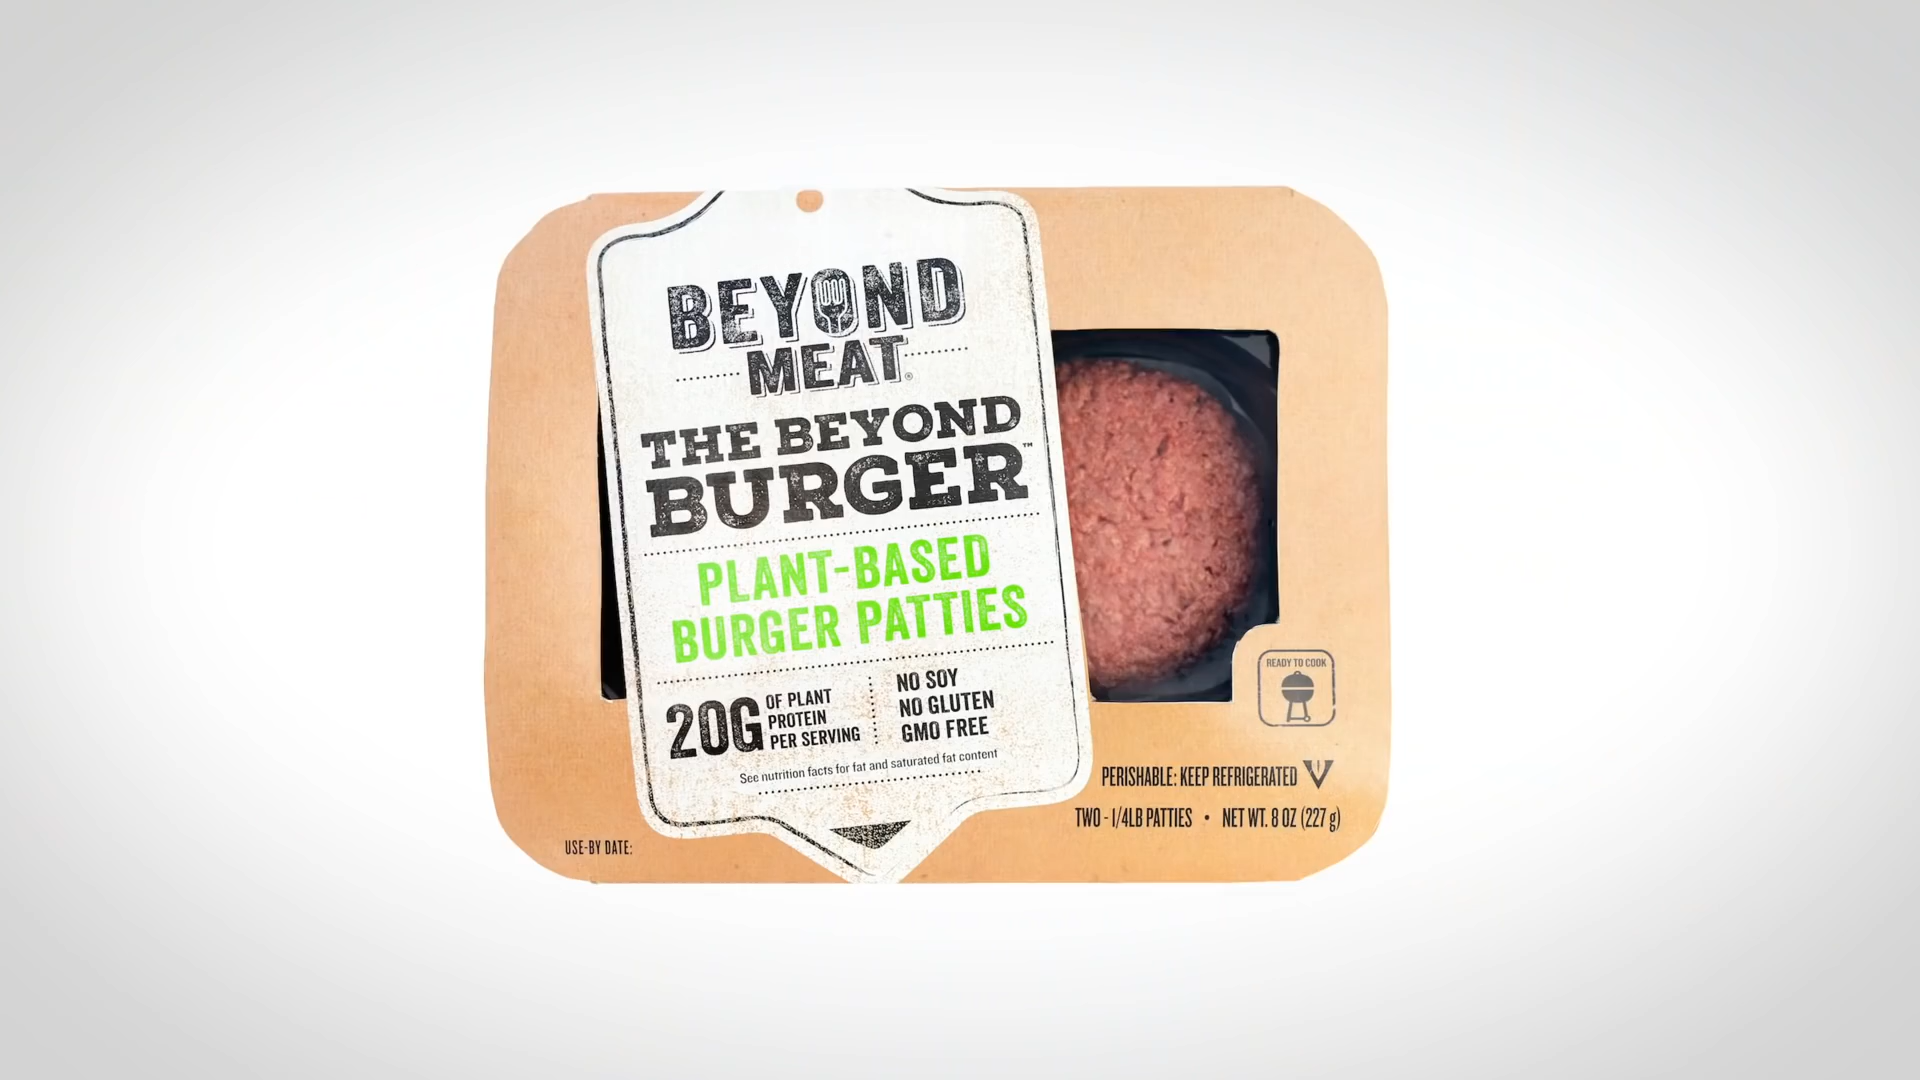 BEYOND
MEAT®
THE BEYOND
BURGER™
PLANT-BASED
BURGER PATTIES
20G OF PLANT
PROTEIN
PER SERVING
NO SOY
NO GLUTEN
GMO FREE
See nutrition facts for fat and saturated fat content
READY TO COOK
PERISHABLE: KEEP REFRIGERATED
TWO - 1/4LB PATTIES • NET WT. 8 OZ (227 g)
USE-BY DATE: